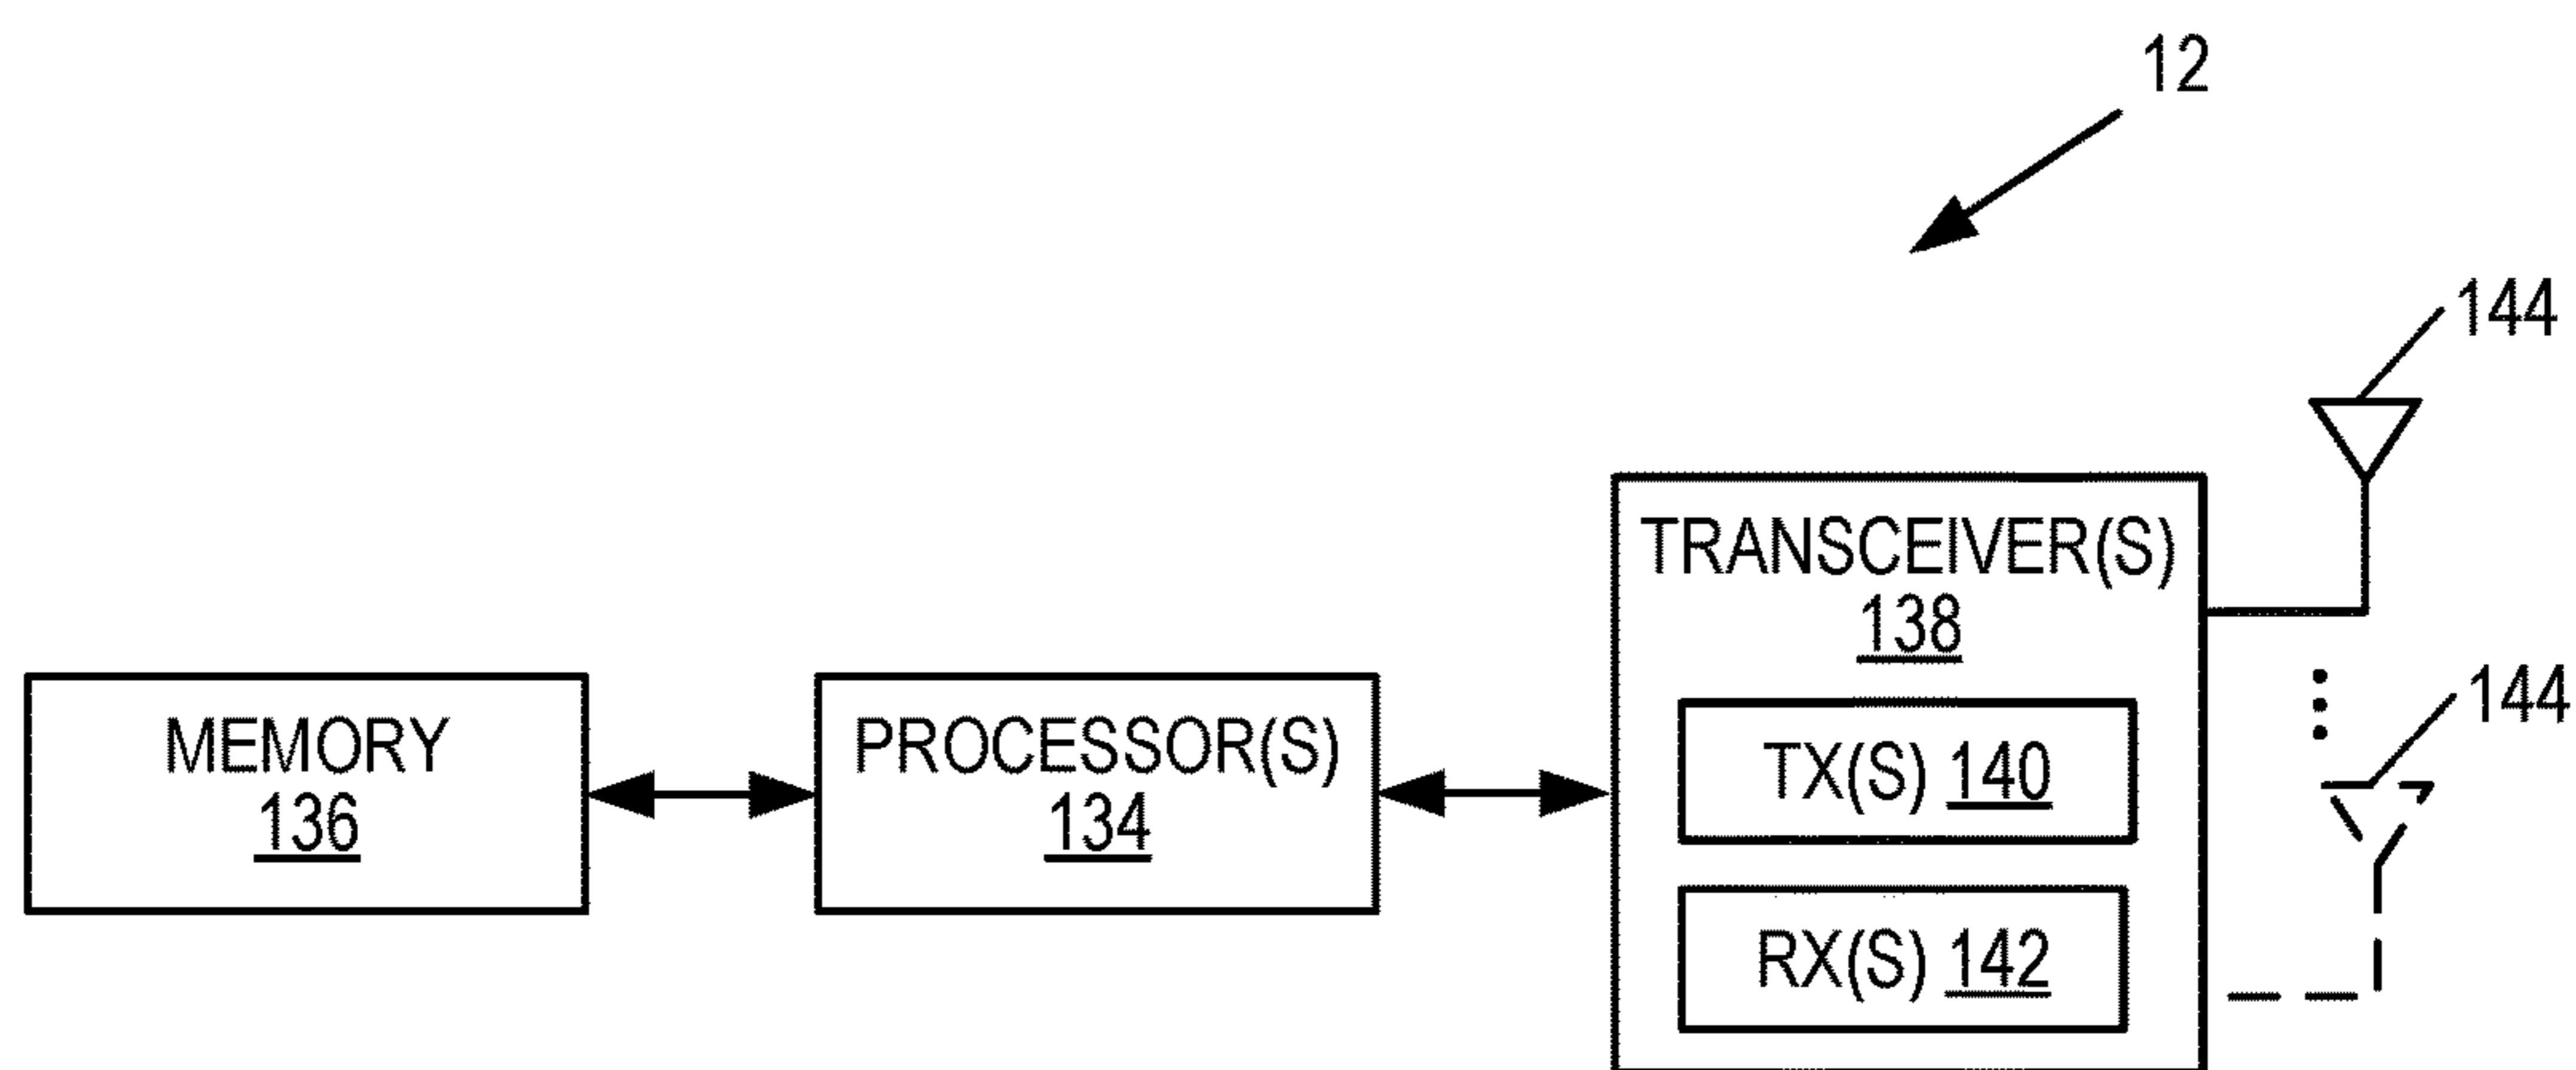 12
144
TRANSCEIVER(S)
138
144
MEMORY
136
PROCESSOR(S)
134
TX(S) 140
RX(S) 142